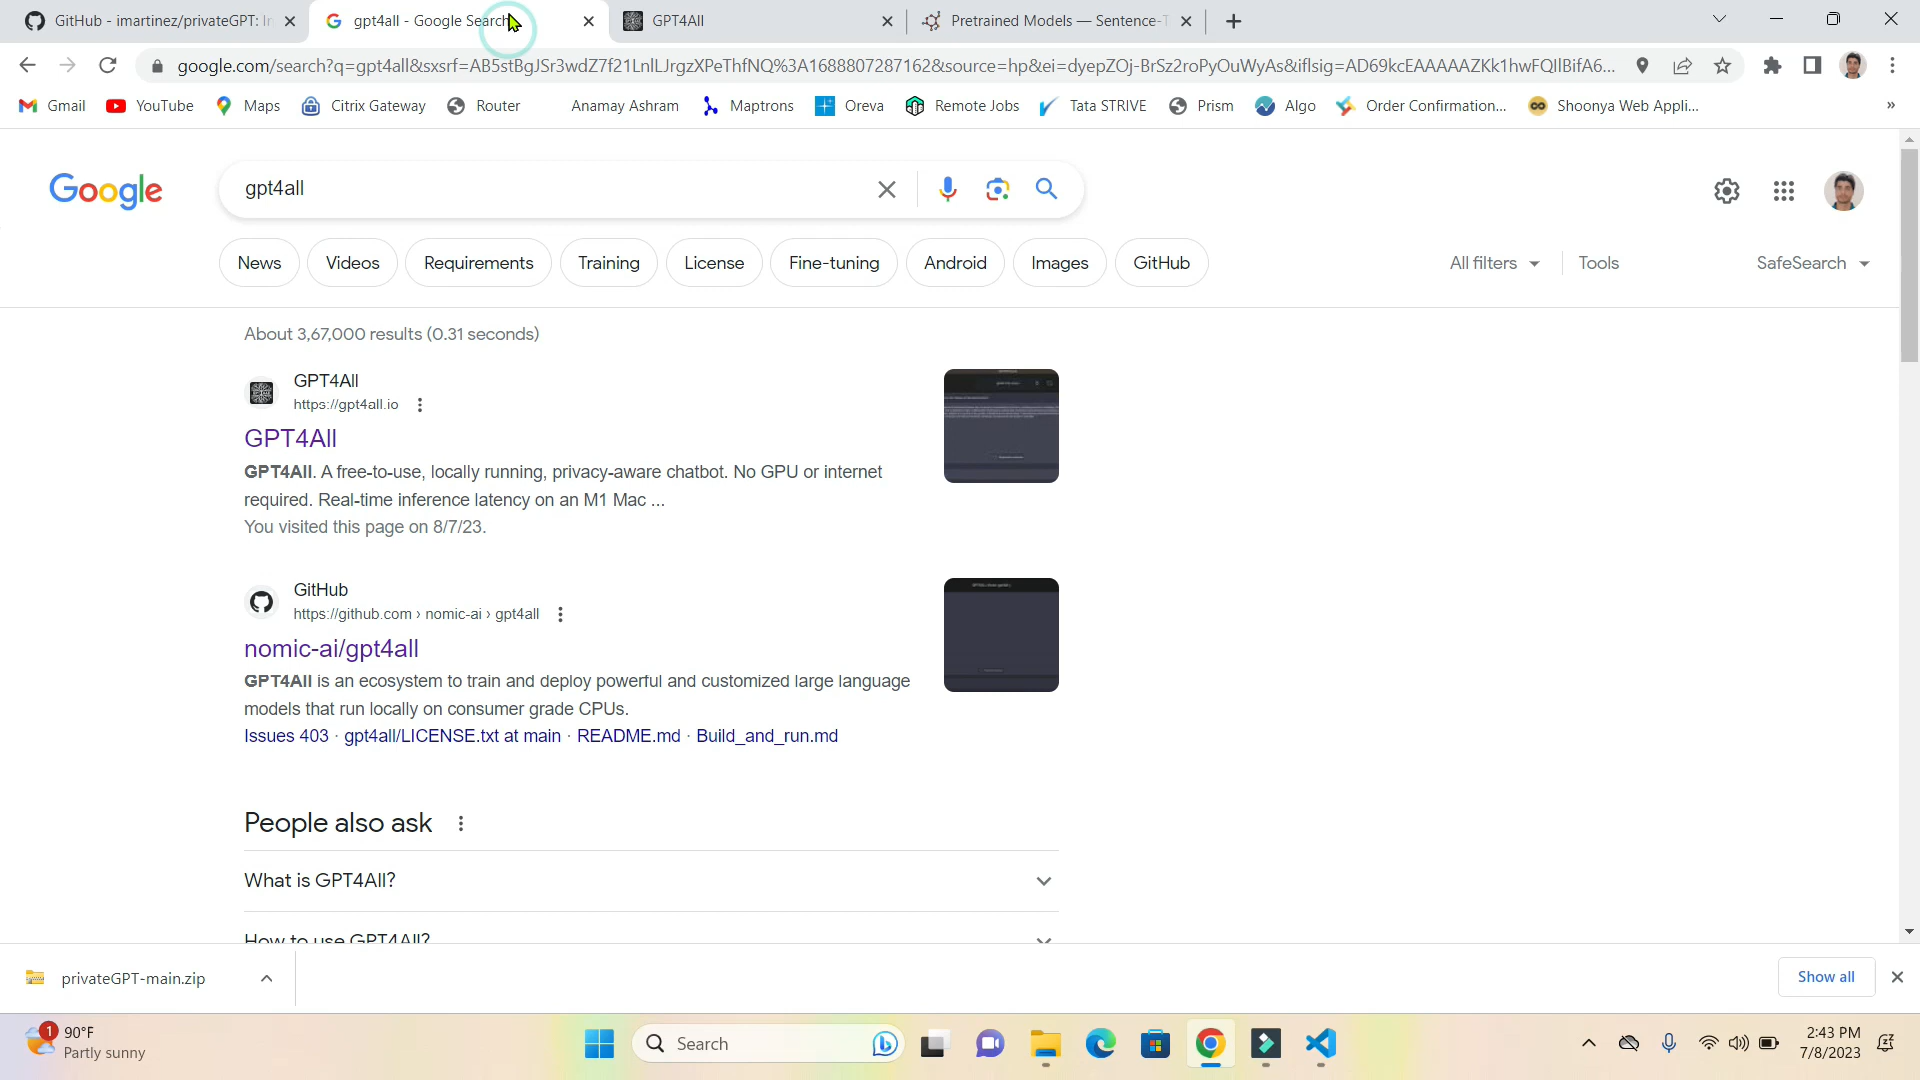 GitHub - imartinez/privateGPT: In
gpt4all - Google Search
GPT4All
Pretrained Models — Sentence-T
google.com/search?q=gpt4all&sxsrf=AB5stBgJSr3wdZ7f21LnlLJrgzXPeThfNQ%3A1688807287162&source=hp&ei=dyepZOj-BrSz2roPyOuWyAs&iflsig=AD69kcEAAAAAZKk1hwFQIlBifA6...
Gmail
YouTube
Maps
Citrix Gateway
Router
Anamay Ashram
Maptrons
Oreva
Remote Jobs
Tata STRIVE
Prism
Algo
Order Confirmation...
Shoonya Web Appli...
»
Google
gpt4all
News
Videos
Requirements
Training
License
Fine-tuning
Android
Images
GitHub
All filters
Tools
SafeSearch
About 3,67,000 results (0.31 seconds)
GPT4All
https://gpt4all.io
GPT4All
GPT4All. A free-to-use, locally running, privacy-aware chatbot. No GPU or internet
required. Real-time inference latency on an M1 Mac ...
You visited this page on 8/7/23.
GitHub
https://github.com › nomic-ai › gpt4all
nomic-ai/gpt4all
GPT4All is an ecosystem to train and deploy powerful and customized large language
models that run locally on consumer grade CPUs.
Issues 403 · gpt4all/LICENSE.txt at main · README.md · Build_and_run.md
People also ask
What is GPT4All?
How to use GPT4All?
privateGPT-main.zip
Show all
1
90°F
Partly sunny
Search
2:43 PM
7/8/2023